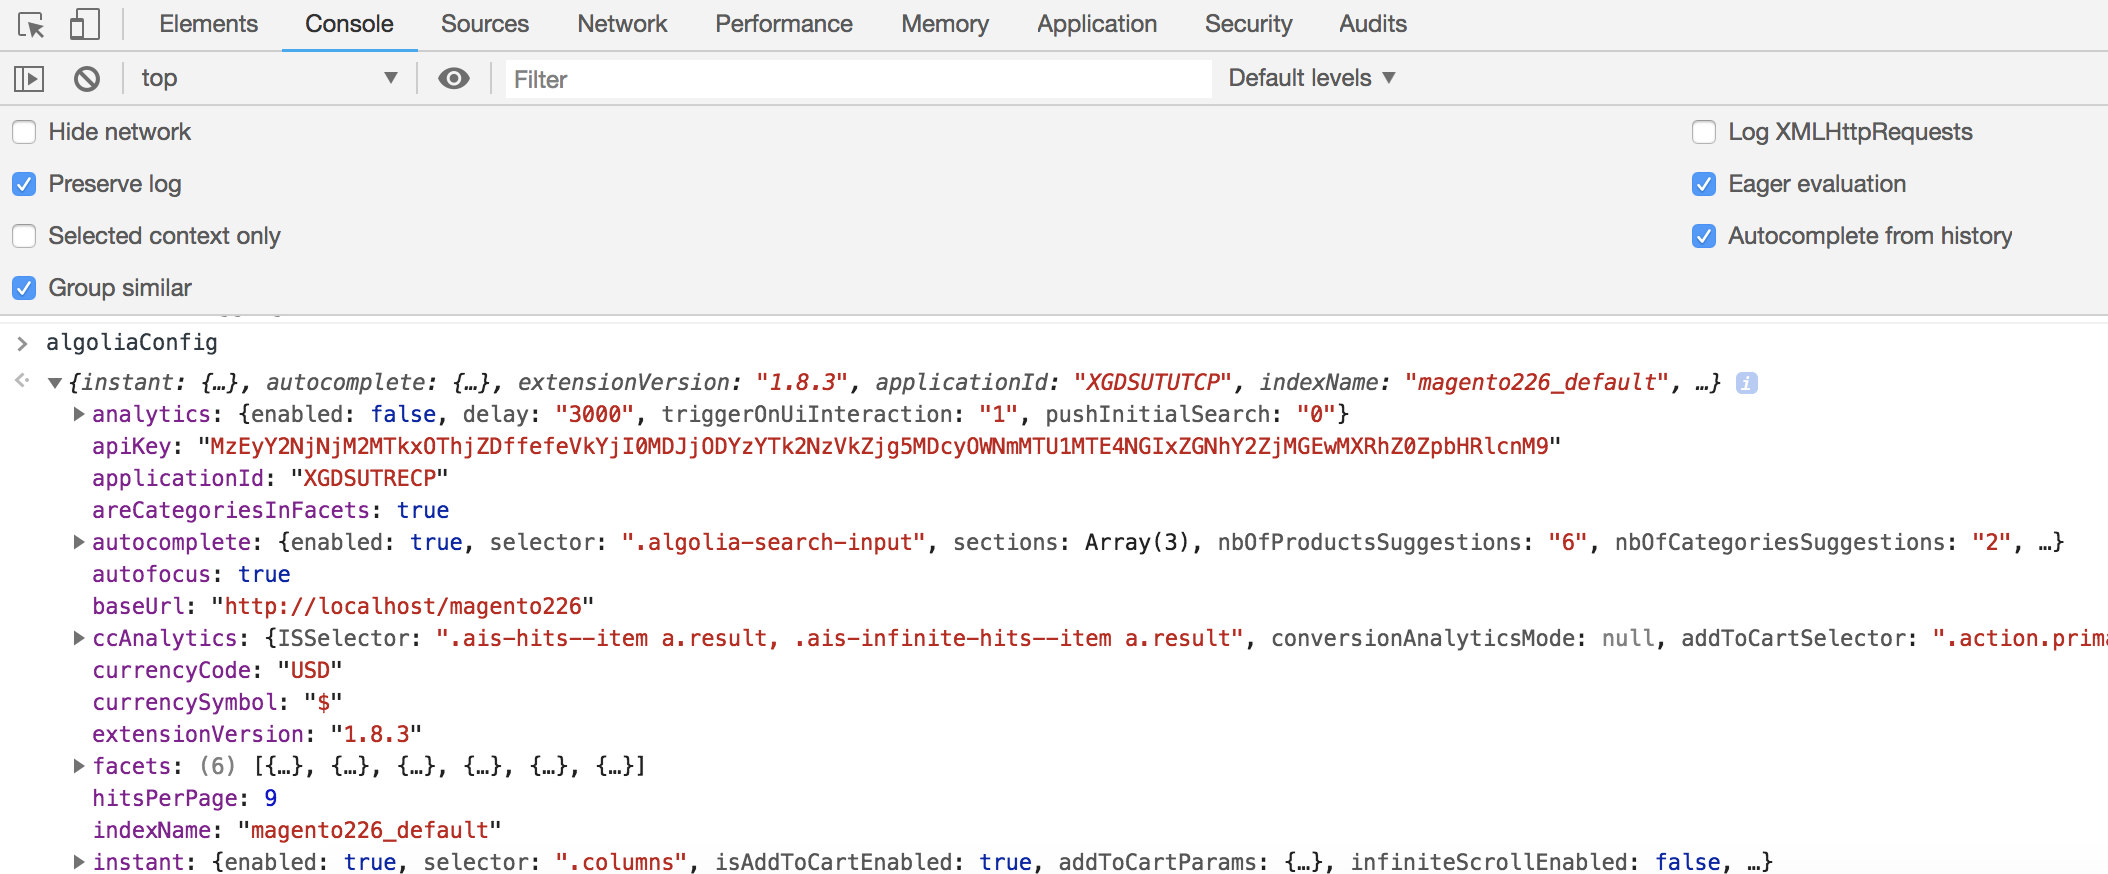 Elements Console Sources Network Performance Memory Application Security Audits
top ▼ Filter Default levels ▼
Hide network Log XMLHttpRequests
Preserve log Eager evaluation
Selected context only Autocomplete from history
Group similar
> algoliaConfig
▼{instant: {…}, autocomplete: {…}, extensionVersion: "1.8.3", applicationId: "XGDSUTUTCP", indexName: "magento226_default", …} i
▶analytics: {enabled: false, delay: "3000", triggerOnUiInteraction: "1", pushInitialSearch: "0"}
apiKey: "MzEyY2NjNjM2MTkxOThjZDffefeVkYjI0MDJjODYzYTk2NzVkZjg5MDcyOWNmMTU1MTE4NGIxZGNhY2ZjMGEwMXRhZ0ZpbHRlcnM9"
applicationId: "XGDSUTRECP"
areCategoriesInFacets: true
▶autocomplete: {enabled: true, selector: ".algolia-search-input", sections: Array(3), nbOfProductsSuggestions: "6", nbOfCategoriesSuggestions: "2", …}
autofocus: true
baseUrl: "http://localhost/magento226"
▶ccAnalytics: {ISSelector: ".ais-hits--item a.result, .ais-infinite-hits--item a.result", conversionAnalyticsMode: null, addToCartSelector: ".action.prima
currencyCode: "USD"
currencySymbol: "$"
extensionVersion: "1.8.3"
▶facets: (6) [{…}, {…}, {…}, {…}, {…}, {…}]
hitsPerPage: 9
indexName: "magento226_default"
▶instant: {enabled: true, selector: ".columns", isAddToCartEnabled: true, addToCartParams: {…}, infiniteScrollEnabled: false, …}